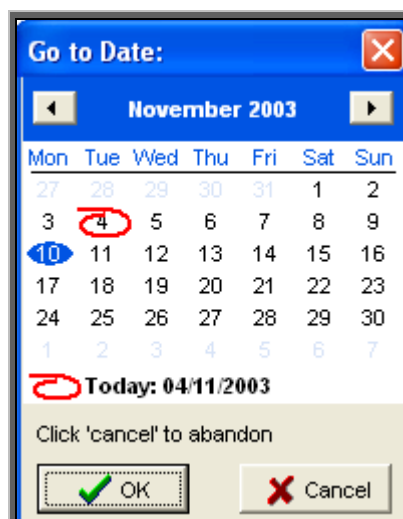 Go to Date:
November 2003
Mon Tue Wed Thu Fri Sat Sun
27 28 29 30 31 1 2
3 4 5 6 7 8 9
10 11 12 13 14 15 16
17 18 19 20 21 22 23
24 25 26 27 28 29 30
1 2 3 4 5 6 7
Today: 04/11/2003
Click 'cancel' to abandon
OK Cancel